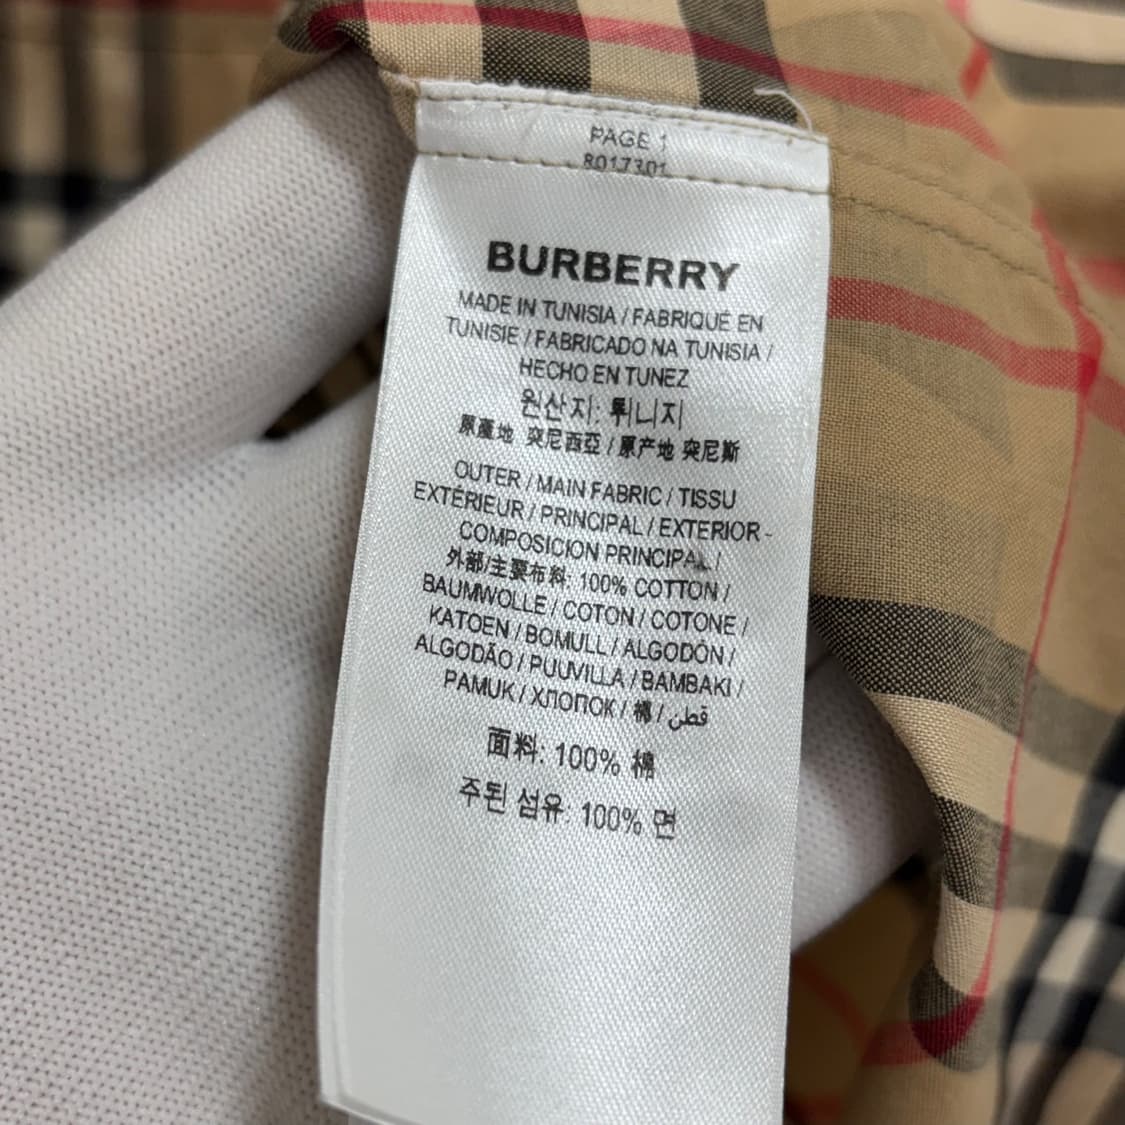 PAGE 1
8017301
BURBERRY
MADE IN TUNISIA / FABRIQUÉ EN
TUNISIE / FABRICADO NA TUNISIA /
HECHO EN TUNEZ
원산지: 튀니지
原產地 突尼西亞 / 原产地 突尼斯
OUTER / MAIN FABRIC / TISSU
EXTÉRIEUR / PRINCIPAL / EXTERIOR -
COMPOSICION PRINCIPAL /
外部/主要布料: 100% COTTON /
BAUMWOLLE / COTON / COTONE /
KATOEN / BOMULL / ALGODÓN /
ALGODÃO / PUUVILLA / BAMBAKI /
PAMUK / ХЛОПОК / 棉 / قطن
面料: 100% 棉
주된 섬유: 100% 면